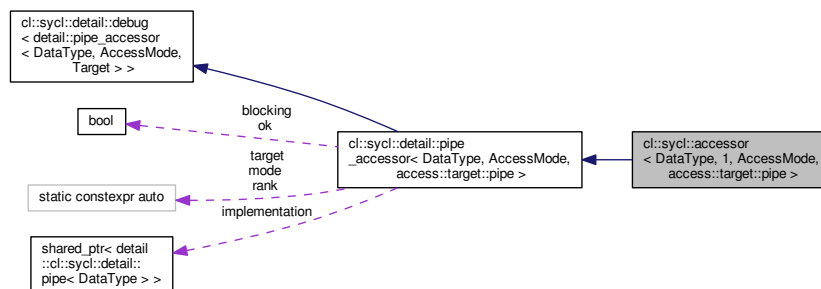 cl::sycl::detail::debug
< detail::pipe_accessor
< DataType, AccessMode,
Target > >
bool
blocking
ok
target
mode
rank
static constexpr auto
implementation
shared_ptr< detail
::cl::sycl::detail::
pipe< DataType > >
cl::sycl::detail::pipe
_accessor< DataType, AccessMode,
access::target::pipe >
cl::sycl::accessor
< DataType, 1, AccessMode,
access::target::pipe >